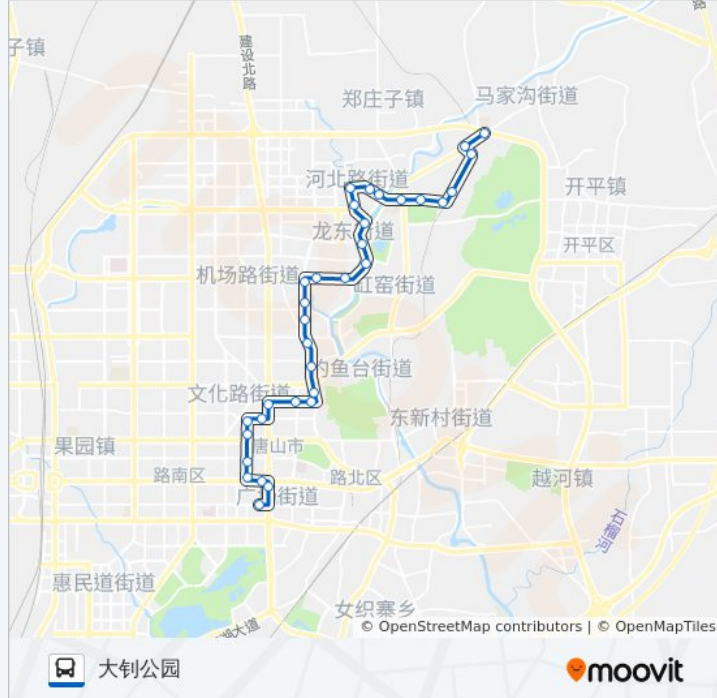 子镇
建设北路
郑庄子镇
马家沟街道
路
河北路街道
开平镇
龙东街道
开平区
机场路街道
缸窑街道
钓鱼台街道
文化路街道
东新村街道
果园镇
唐山市
路南区
路北区
越河镇
广场街道
石榴河
惠民道街道
女织寨乡
湖大道
© OpenStreetMap contributors | © OpenMapTiles
大钊公园
moovit